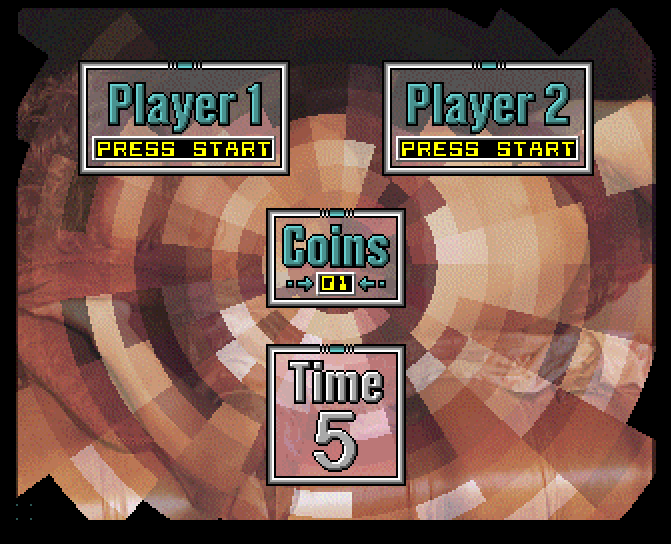 Player 1
PRESS START
Player 2
PRESS START
Coins
01
Time
5